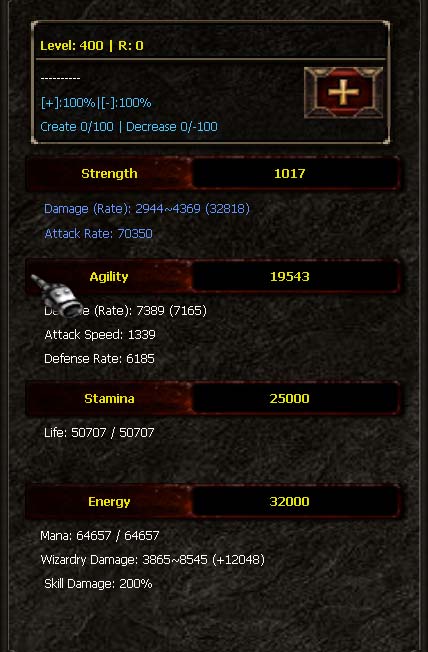 Level: 400 | R: 0
----------
[+]:100%|[-]:100%
Create 0/100 | Decrease 0/-100
Strength 1017
Damage (Rate): 2944~4369 (32818)
Attack Rate: 70350
Agility 19543
(Rate): 7389 (7165)
Attack Speed: 1339
Defense Rate: 6185
Stamina 25000
Life: 50707 / 50707
Energy 32000
Mana: 64657 / 64657
Wizardry Damage: 3865~8545 (+12048)
Skill Damage: 200%